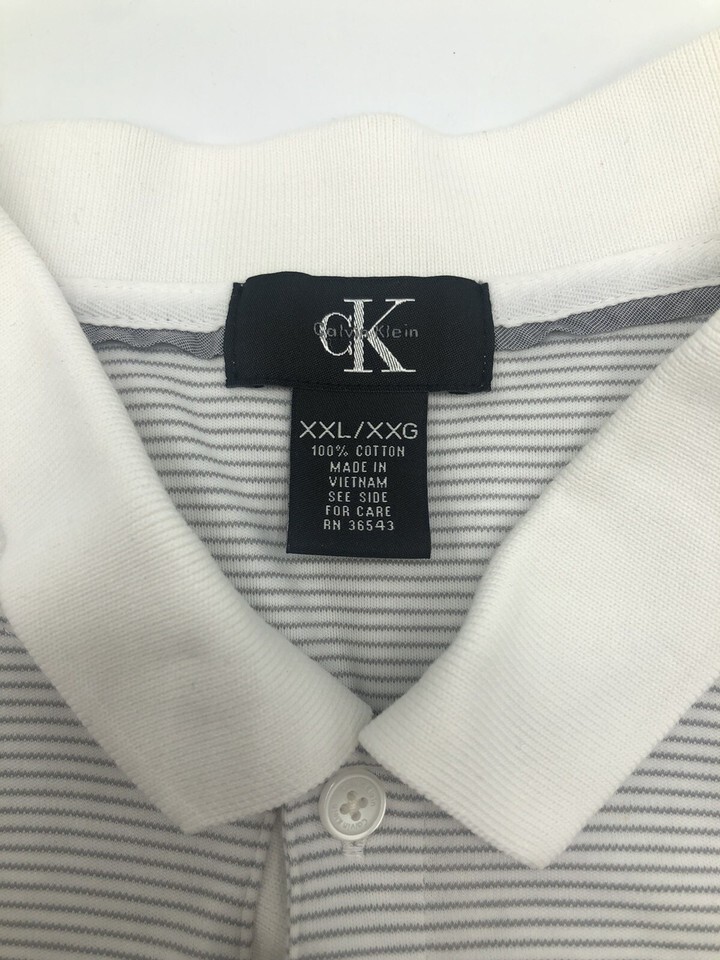 cK
Calvin Klein
XXL/XXG
100% COTTON
MADE IN
VIETNAM
SEE SIDE
FOR CARE
RN 36543